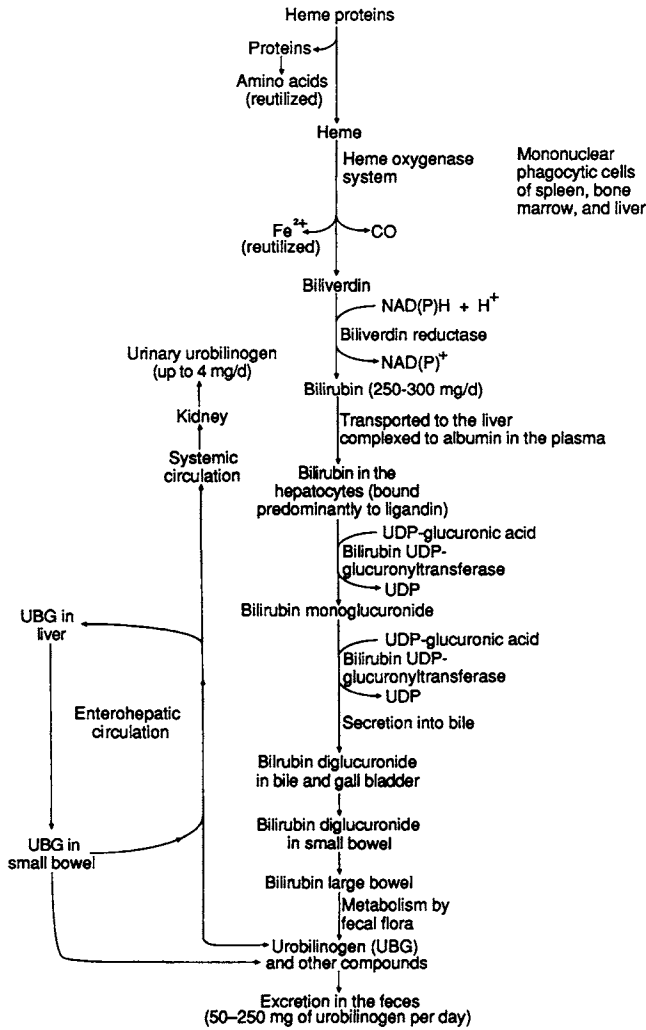 Heme proteins
Proteins
Amino acids
(reutilized)
Heme
Heme oxygenase
system
Mononuclear
phagocytic cells
of spleen, bone
marrow, and liver
Fe2+
(reutilized)
CO
Biliverdin
NAD(P)H + H+
Biliverdin reductase
NAD(P)+
Urinary urobilinogen
(up to 4 mg/d)
Kidney
Systemic
circulation
Bilirubin (250-300 mg/d)
Transported to the liver
complexed to albumin in the plasma
Bilirubin in the
hepatocytes (bound
predominantly to ligandin)
UDP-glucuronic acid
Bilirubin UDP-
glucuronyltransferase
UDP
Bilirubin monoglucuronide
UBG in
liver
UDP-glucuronic acid
Bilirubin UDP-
glucuronyltransferase
UDP
Enterohepatic
circulation
Secretion into bile
Bilrubin diglucuronide
in bile and gall bladder
Bilirubin diglucuronide
in small bowel
UBG in
small bowel
Bilirubin large bowel
Metabolism by
fecal flora
Urobilinogen (UBG)
and other compounds
Excretion in the feces
(50–250 mg of urobilinogen per day)